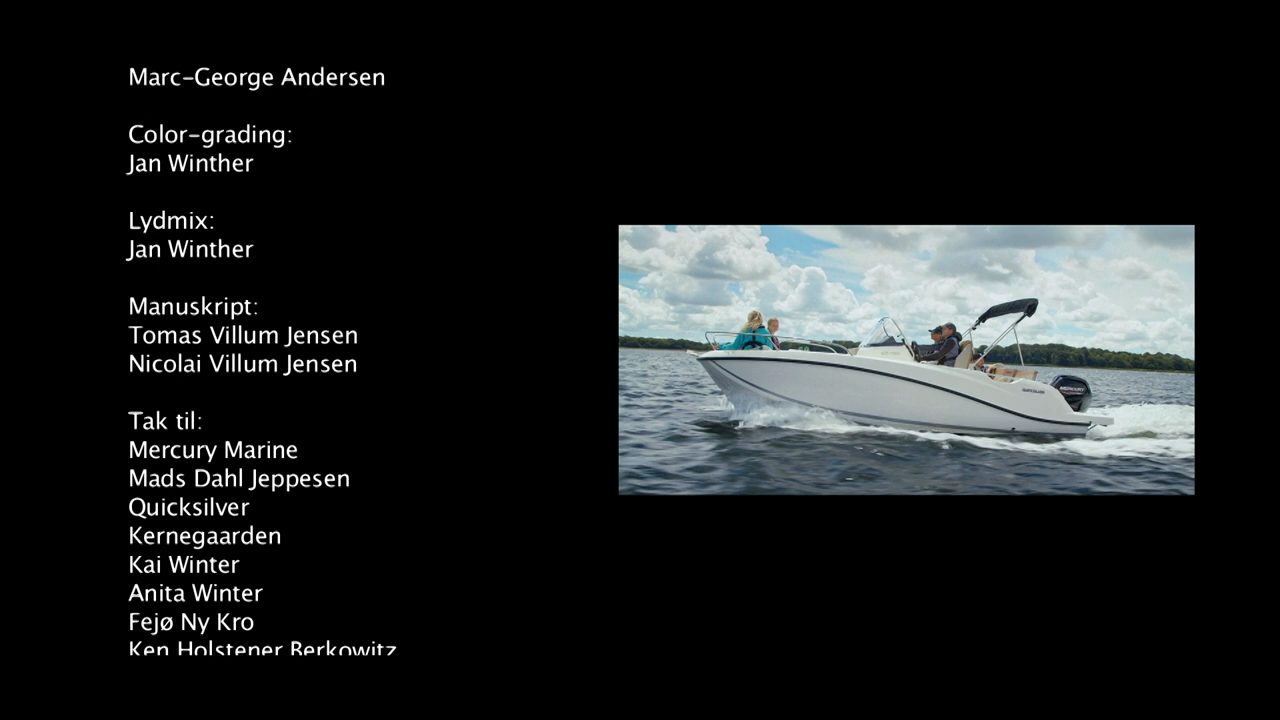 Marc-George Andersen
Color-grading:
Jan Winther
Lydmix:
Jan Winther
Manuskript:
Tomas Villum Jensen
Nicolai Villum Jensen
Tak til:
Mercury Marine
Mads Dahl Jeppesen
Quicksilver
Kernegaarden
Kai Winter
Anita Winter
Fejø Ny Kro
Ken Holstener Berkowitz
MERCURY